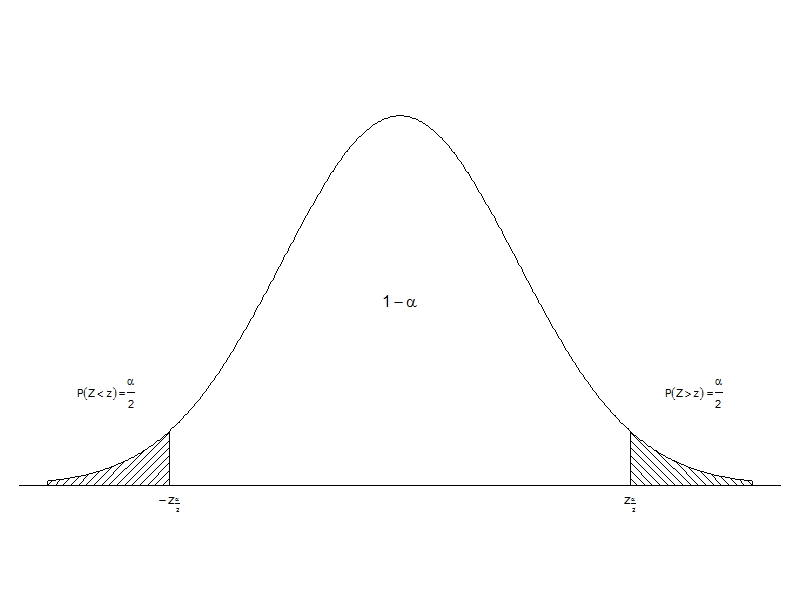 1 − α
P(Z < z) = α/2
P(Z > z) = α/2
−z α/2
z α/2